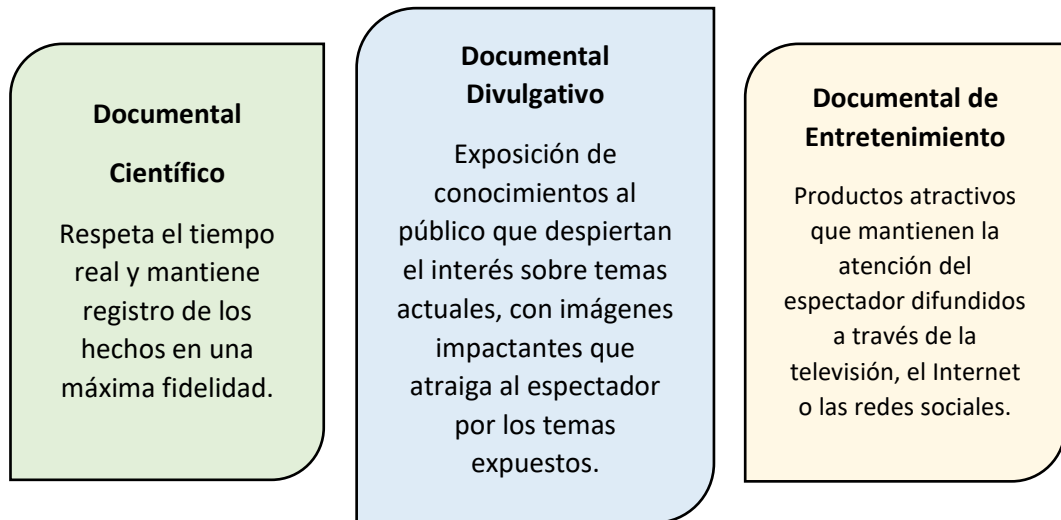 Documental
Científico
Respeta el tiempo
real y mantiene
registro de los
hechos en una
máxima fidelidad.
Documental
Divulgativo
Exposición de
conocimientos al
público que despiertan
el interés sobre temas
actuales, con imágenes
impactantes que
atraiga al espectador
por los temas
expuestos.
Documental de
Entretenimiento
Productos atractivos
que mantienen la
atención del
espectador difundidos
a través de la
televisión, el Internet
o las redes sociales.